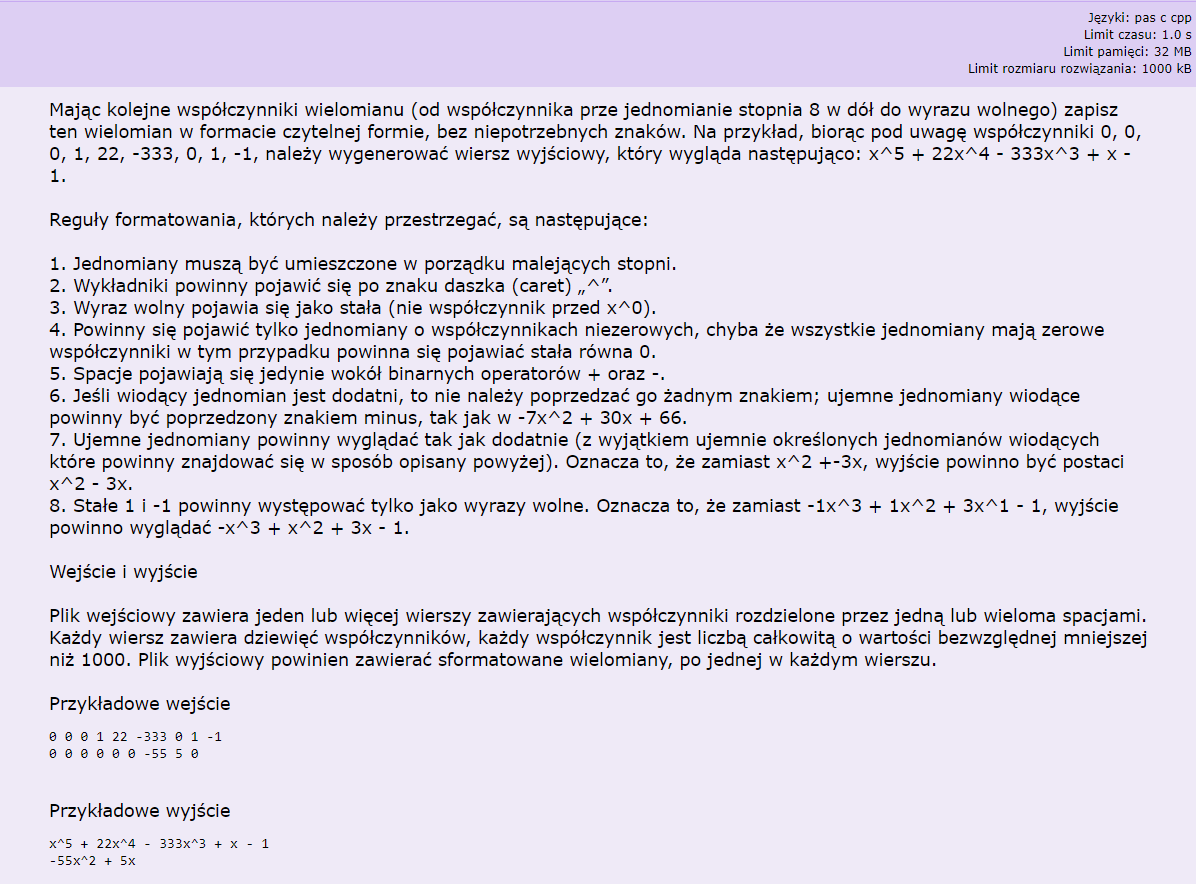 Języki: pas c cpp
Limit czasu: 1.0 s
Limit pamięci: 32 MB
Limit rozmiaru rozwiązania: 1000 kB
Mając kolejne współczynniki wielomianu (od współczynnika prze jednomianie stopnia 8 w dół do wyrazu wolnego) zapisz
ten wielomian w formacie czytelnej formie, bez niepotrzebnych znaków. Na przykład, biorąc pod uwagę współczynniki 0, 0,
0, 1, 22, -333, 0, 1, -1, należy wygenerować wiersz wyjściowy, który wygląda następująco: x^5 + 22x^4 - 333x^3 + x -
1.
Reguły formatowania, których należy przestrzegać, są następujące:
1. Jednomiany muszą być umieszczone w porządku malejących stopni.
2. Wykładniki powinny pojawić się po znaku daszka (caret) „^”.
3. Wyraz wolny pojawia się jako stała (nie współczynnik przed x^0).
4. Powinny się pojawić tylko jednomiany o współczynnikach niezerowych, chyba że wszystkie jednomiany mają zerowe
współczynniki w tym przypadku powinna się pojawiać stała równa 0.
5. Spacje pojawiają się jedynie wokół binarnych operatorów + oraz -.
6. Jeśli wiodący jednomian jest dodatni, to nie należy poprzedzać go żadnym znakiem; ujemne jednomiany wiodące
powinny być poprzedzony znakiem minus, tak jak w -7x^2 + 30x + 66.
7. Ujemne jednomiany powinny wyglądać tak jak dodatnie (z wyjątkiem ujemnie określonych jednomianów wiodących
które powinny znajdować się w sposób opisany powyżej). Oznacza to, że zamiast x^2 +-3x, wyjście powinno być postaci
x^2 - 3x.
8. Stałe 1 i -1 powinny występować tylko jako wyrazy wolne. Oznacza to, że zamiast -1x^3 + 1x^2 + 3x^1 - 1, wyjście
powinno wyglądać -x^3 + x^2 + 3x - 1.
Wejście i wyjście
Plik wejściowy zawiera jeden lub więcej wierszy zawierających współczynniki rozdzielone przez jedną lub wieloma spacjami.
Każdy wiersz zawiera dziewięć współczynników, każdy współczynnik jest liczbą całkowitą o wartości bezwzględnej mniejszej
niż 1000. Plik wyjściowy powinien zawierać sformatowane wielomiany, po jednej w każdym wierszu.
Przykładowe wejście
0 0 0 1 22 -333 0 1 -1
0 0 0 0 0 0 -55 5 0
Przykładowe wyjście
x^5 + 22x^4 - 333x^3 + x - 1
-55x^2 + 5x